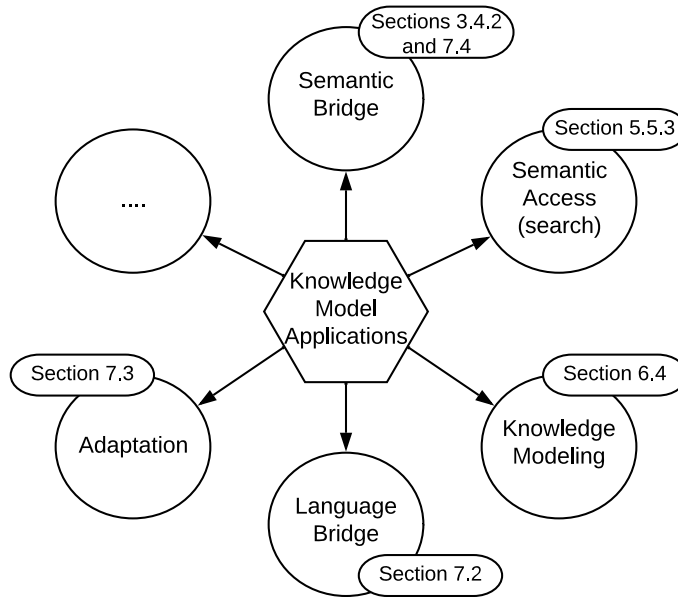 Sections 3.4.2
and 7.4
Semantic
Bridge
Section 5.5.3
Semantic
Access
(search)
....
Knowledge
Model
Applications
Section 7.3
Adaptation
Section 6.4
Knowledge
Modeling
Language
Bridge
Section 7.2